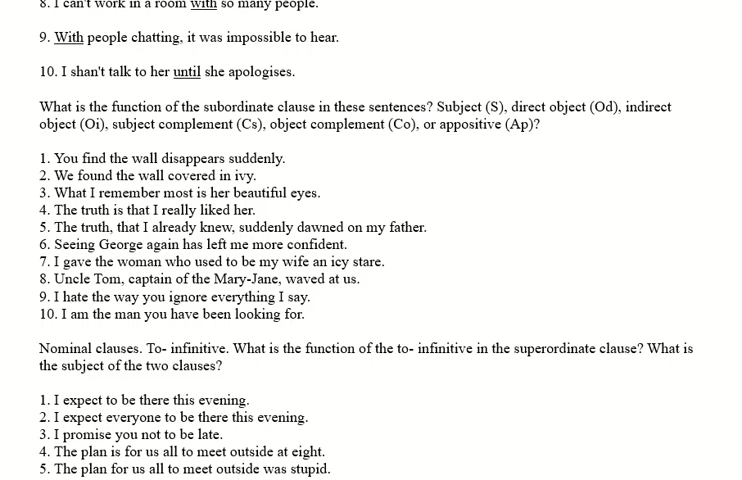 8. I can't work in a room with so many people.
9. With people chatting, it was impossible to hear.
10. I shan't talk to her until she apologises.
What is the function of the subordinate clause in these sentences? Subject (S), direct object (Od), indirect
object (Oi), subject complement (Cs), object complement (Co), or appositive (Ap)?
1. You find the wall disappears suddenly.
2. We found the wall covered in ivy.
3. What I remember most is her beautiful eyes.
4. The truth is that I really liked her.
5. The truth, that I already knew, suddenly dawned on my father.
6. Seeing George again has left me more confident.
7. I gave the woman who used to be my wife an icy stare.
8. Uncle Tom, captain of the Mary-Jane, waved at us.
9. I hate the way you ignore everything I say.
10. I am the man you have been looking for.
Nominal clauses. To- infinitive. What is the function of the to- infinitive in the superordinate clause? What is
the subject of the two clauses?
1. I expect to be there this evening.
2. I expect everyone to be there this evening.
3. I promise you not to be late.
4. The plan is for us all to meet outside at eight.
5. The plan for us all to meet outside was stupid.